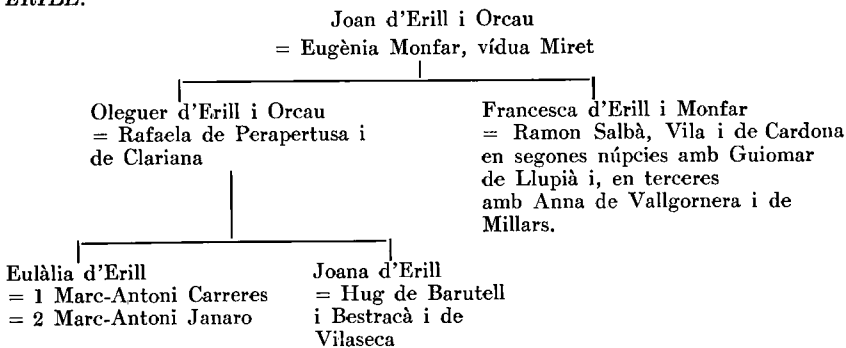 ERILL.
Joan d'Erill i Orcau
= Eugènia Monfar, vídua Miret
Oleguer d'Erill i Orcau
= Rafaela de Perapertusa i
de Clariana
Francesca d'Erill i Monfar
= Ramon Salbà, Vila i de Cardona
en segones núpcies amb Guiomar
de Llupià i, en terceres
amb Anna de Vallgornera i de
Millars.
Eulàlia d'Erill
= 1 Marc-Antoni Carreres
= 2 Marc-Antoni Janaro
Joana d'Erill
= Hug de Barutell
i Bestracà i de
Vilaseca